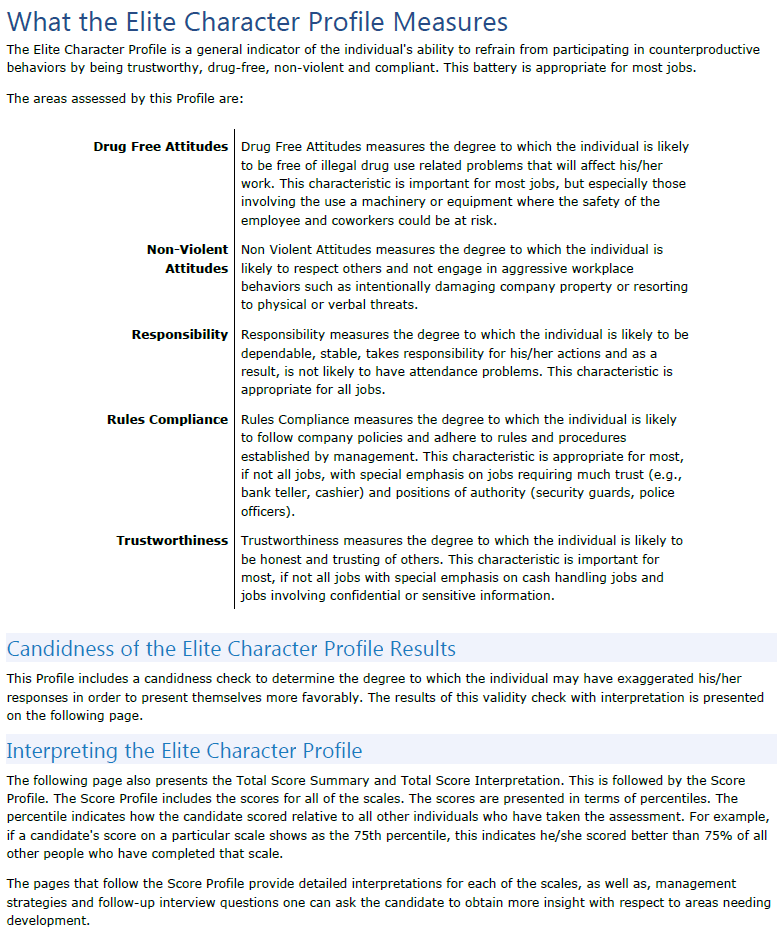 What the Elite Character Profile Measures
The Elite Character Profile is a general indicator of the individual's ability to refrain from participating in counterproductive
behaviors by being trustworthy, drug-free, non-violent and compliant. This battery is appropriate for most jobs.
The areas assessed by this Profile are:
Drug Free Attitudes
Drug Free Attitudes measures the degree to which the individual is likely
to be free of illegal drug use related problems that will affect his/her
work. This characteristic is important for most jobs, but especially those
involving the use a machinery or equipment where the safety of the
employee and coworkers could be at risk.
Non-Violent
Attitudes
Non Violent Attitudes measures the degree to which the individual is
likely to respect others and not engage in aggressive workplace
behaviors such as intentionally damaging company property or resorting
to physical or verbal threats.
Responsibility
Responsibility measures the degree to which the individual is likely to be
dependable, stable, takes responsibility for his/her actions and as a
result, is not likely to have attendance problems. This characteristic is
appropriate for all jobs.
Rules Compliance
Rules Compliance measures the degree to which the individual is likely
to follow company policies and adhere to rules and procedures
established by management. This characteristic is appropriate for most,
if not all jobs, with special emphasis on jobs requiring much trust (e.g.,
bank teller, cashier) and positions of authority (security guards, police
officers).
Trustworthiness
Trustworthiness measures the degree to which the individual is likely to
be honest and trusting of others. This characteristic is important for
most, if not all jobs with special emphasis on cash handling jobs and
jobs involving confidential or sensitive information.
Candidness of the Elite Character Profile Results
This Profile includes a candidness check to determine the degree to which the individual may have exaggerated his/her
responses in order to present themselves more favorably. The results of this validity check with interpretation is presented
on the following page.
Interpreting the Elite Character Profile
The following page also presents the Total Score Summary and Total Score Interpretation. This is followed by the Score
Profile. The Score Profile includes the scores for all of the scales. The scores are presented in terms of percentiles. The
percentile indicates how the candidate scored relative to all other individuals who have taken the assessment. For example,
if a candidate's score on a particular scale shows as the 75th percentile, this indicates he/she scored better than 75% of all
other people who have completed that scale.
The pages that follow the Score Profile provide detailed interpretations for each of the scales, as well as, management
strategies and follow-up interview questions one can ask the candidate to obtain more insight with respect to areas needing
development.